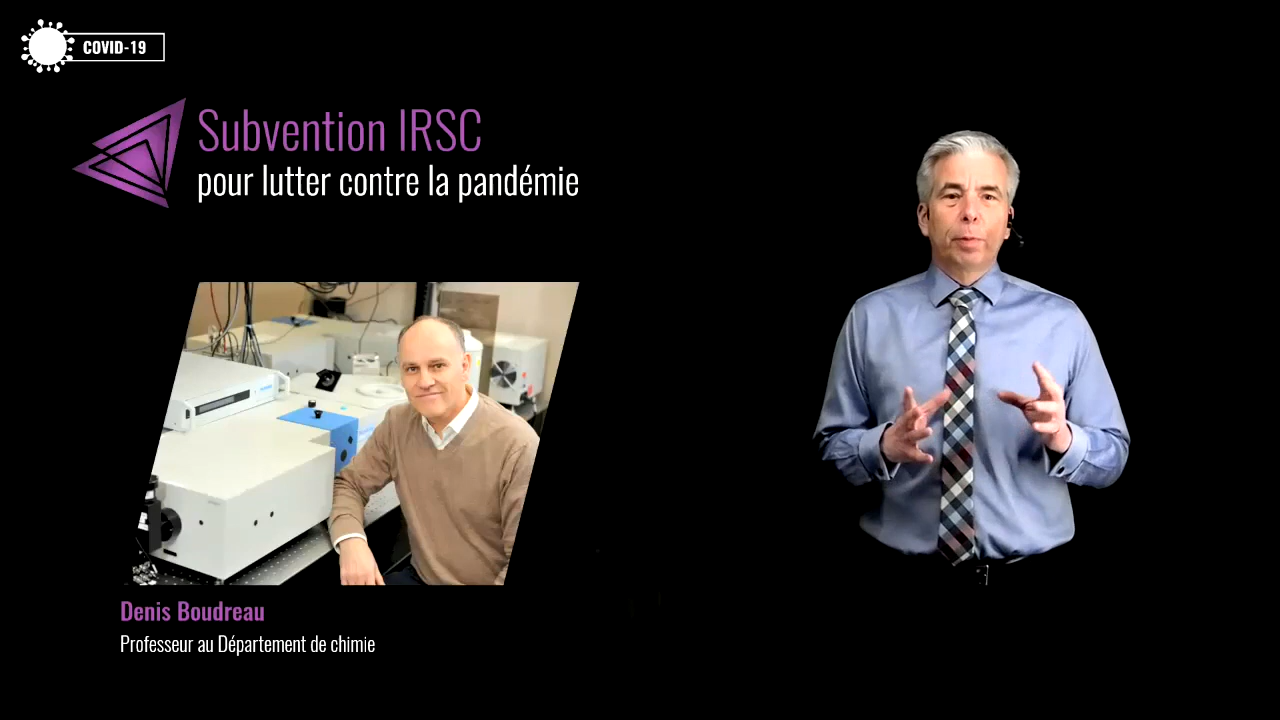 COVID-19
Subvention IRSC
pour lutter contre la pandémie
Denis Boudreau
Professeur au Département de chimie